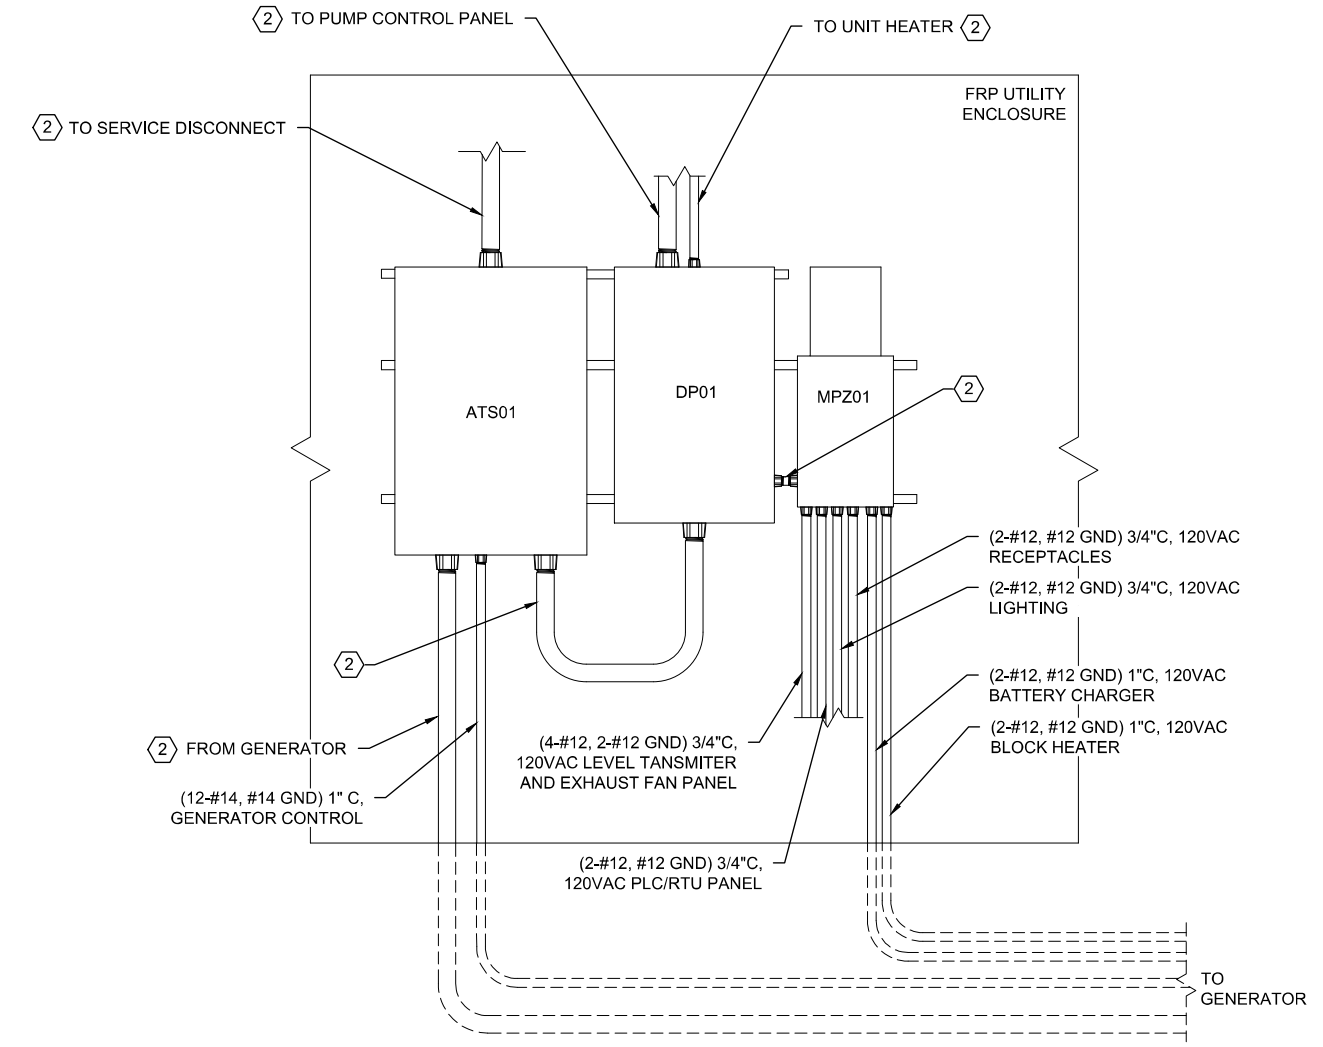 2 TO PUMP CONTROL PANEL
TO UNIT HEATER 2
FRP UTILITY
ENCLOSURE
2 TO SERVICE DISCONNECT
ATS01
DP01
MPZ01
2
(2-#12, #12 GND) 3/4"C, 120VAC
RECEPTACLES
(2-#12, #12 GND) 3/4"C, 120VAC
LIGHTING
2
(2-#12, #12 GND) 1"C, 120VAC
BATTERY CHARGER
(2-#12, #12 GND) 1"C, 120VAC
BLOCK HEATER
2 FROM GENERATOR
(4-#12, 2-#12 GND) 3/4"C,
120VAC LEVEL TANSMITER
AND EXHAUST FAN PANEL
(12-#14, #14 GND) 1" C,
GENERATOR CONTROL
(2-#12, #12 GND) 3/4"C,
120VAC PLC/RTU PANEL
TO
GENERATOR